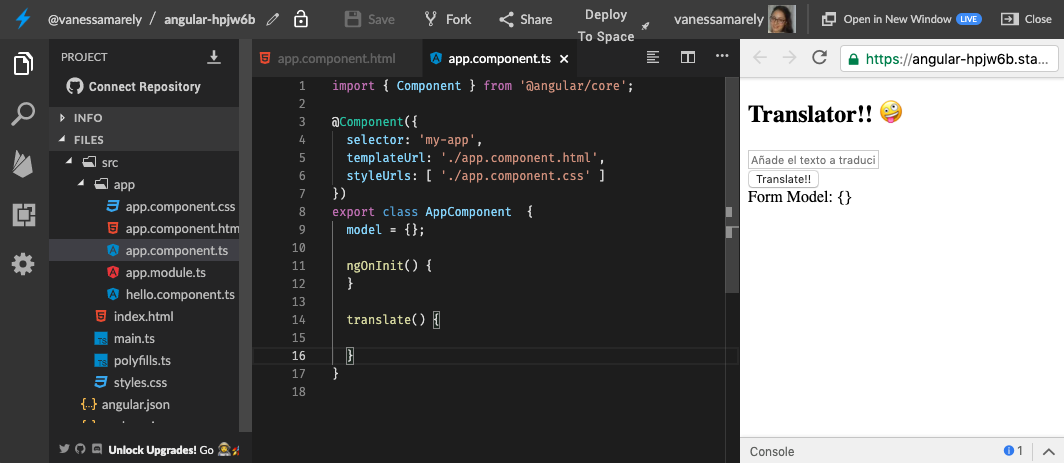 @vanessamarely / angular-hpjw6b Save Fork Share Deploy To Space vanessamarely Open in New Window LIVE Close
PROJECT
Connect Repository
INFO
FILES
src
app
app.component.css
app.component.htm
app.component.ts
app.module.ts
hello.component.ts
index.html
main.ts
polyfills.ts
styles.css
angular.json
Unlock Upgrades! Go
app.component.html app.component.ts
1 import { Component } from '@angular/core';
2
3 @Component({
4 selector: 'my-app',
5 templateUrl: './app.component.html',
6 styleUrls: [ './app.component.css' ]
7 })
8 export class AppComponent {
9 model = {};
10
11 ngOnInit() {
12 }
13
14 translate() {
15
16 }
17 }
18
https://angular-hpjw6b.sta...
Translator!! 🤪
Añade el texto a traduci
Translate!!
Form Model: {}
Console 1